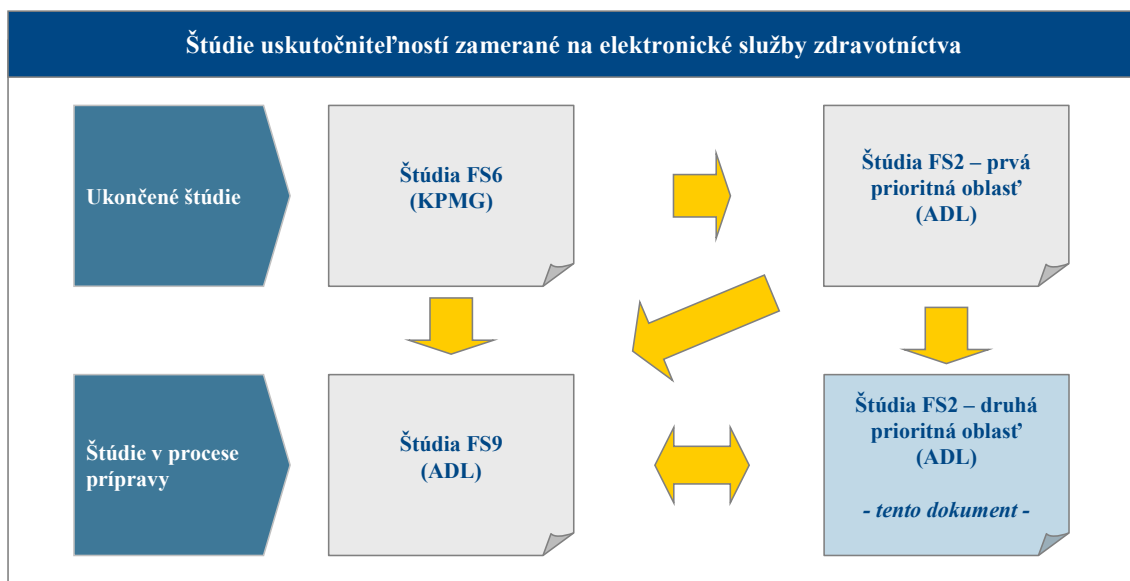 Štúdie uskutočniteľností zamerané na elektronické služby zdravotníctva
Ukončené štúdie
Štúdia FS6
(KPMG)
Štúdia FS2 – prvá
prioritná oblasť
(ADL)
Štúdie v procese
prípravy
Štúdia FS9
(ADL)
Štúdia FS2 – druhá
prioritná oblasť
(ADL)
- tento dokument -